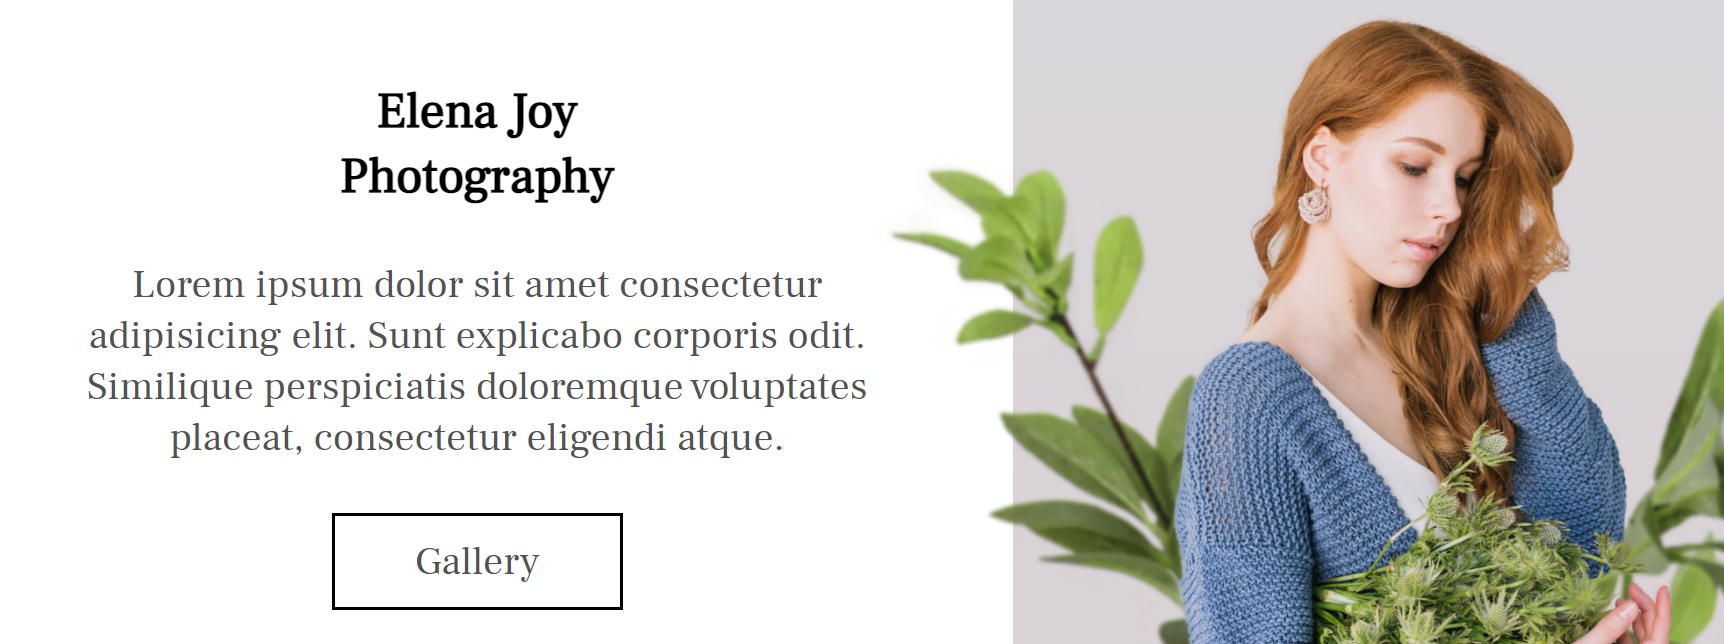 Elena Joy
Photography
Lorem ipsum dolor sit amet consectetur
adipisicing elit. Sunt explicabo corporis odit.
Similique perspiciatis doloremque voluptates
placeat, consectetur eligendi atque.
Gallery